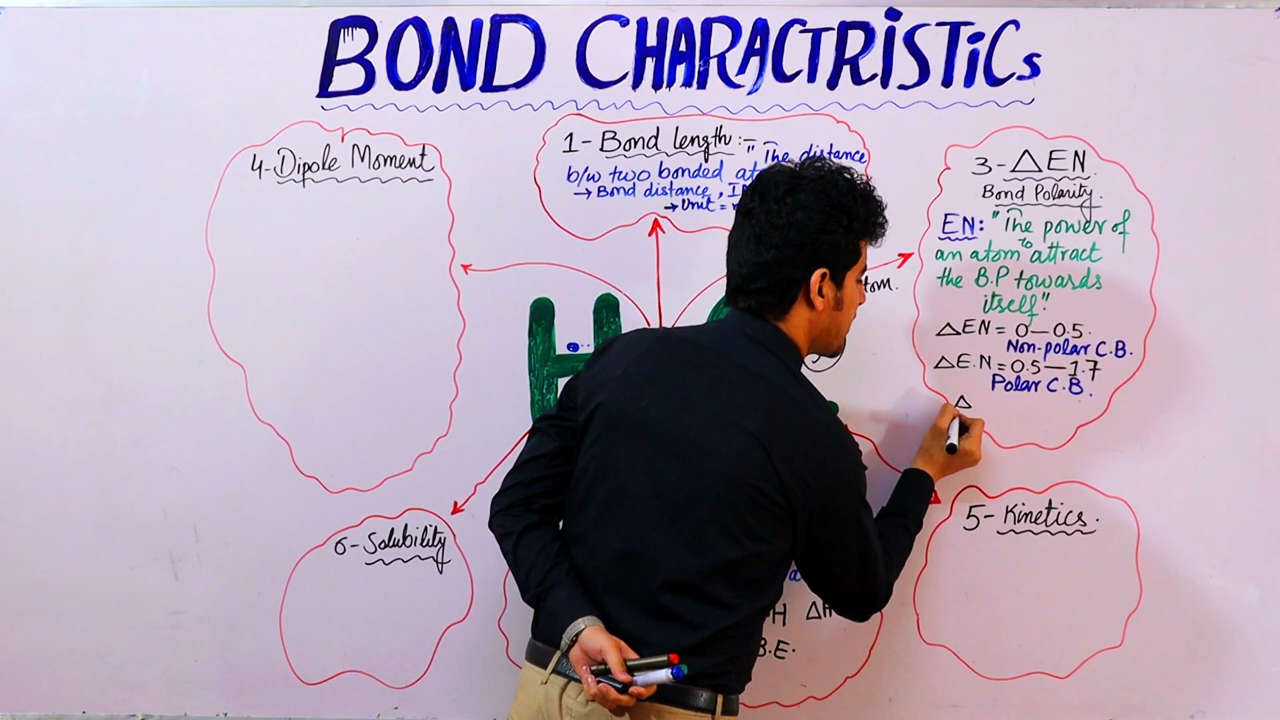 BOND CHARACTRISTICs
4-Dipole Moment
1- Bond length :- "The distance
b/w two bonded
→ Bond distance,
→ Unit =
3- △EN
Bond Polarity.
EN: "The power of
an atom to attract
the B.P towards
itself"
△EN = 0—0.5.
Non-polar C.B.
△E.N = 0.5—1.7
Polar C.B.
△
H
6- Solubility
5- Kinetics.
H △H
B.E.